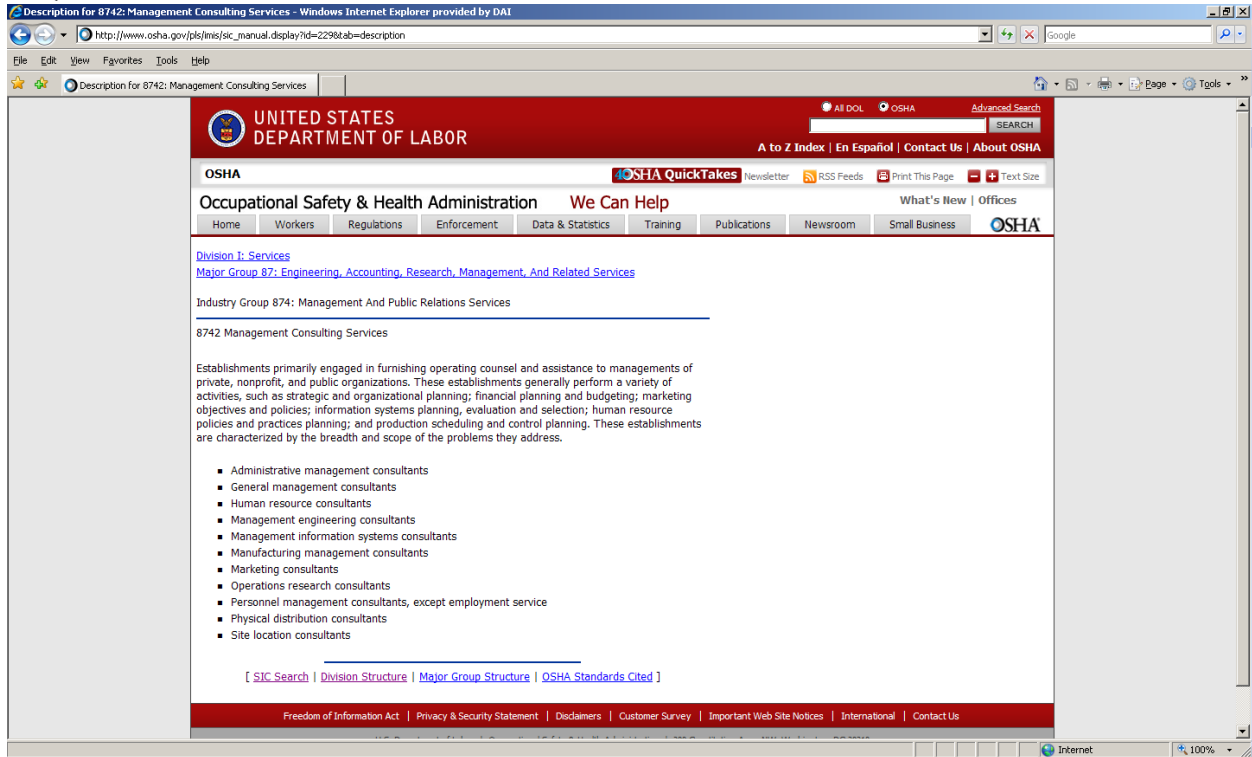 Description for 8742: Management Consulting Services - Windows Internet Explorer provided by DAI
http://www.osha.gov/pls/imis/sic_manual.display?id=229&tab=description
Google
File Edit View Favorites Tools Help
Description for 8742: Management Consulting Services
Page Tools
UNITED STATES
DEPARTMENT OF LABOR
All DOL OSHA Advanced Search
SEARCH
A to Z Index | En Español | Contact Us | About OSHA
OSHA
OSHA QuickTakes Newsletter RSS Feeds Print This Page Text Size
Occupational Safety & Health Administration We Can Help
What's New | Offices
Home Workers Regulations Enforcement Data & Statistics Training Publications Newsroom Small Business OSHA
Division I: Services
Major Group 87: Engineering, Accounting, Research, Management, And Related Services
Industry Group 874: Management And Public Relations Services
8742 Management Consulting Services
Establishments primarily engaged in furnishing operating counsel and assistance to managements of
private, nonprofit, and public organizations. These establishments generally perform a variety of
activities, such as strategic and organizational planning; financial planning and budgeting; marketing
objectives and policies; information systems planning, evaluation and selection; human resource
policies and practices planning; and production scheduling and control planning. These establishments
are characterized by the breadth and scope of the problems they address.
Administrative management consultants
General management consultants
Human resource consultants
Management engineering consultants
Management information systems consultants
Manufacturing management consultants
Marketing consultants
Operations research consultants
Personnel management consultants, except employment service
Physical distribution consultants
Site location consultants
[ SIC Search | Division Structure | Major Group Structure | OSHA Standards Cited ]
Freedom of Information Act | Privacy & Security Statement | Disclaimers | Customer Survey | Important Web Site Notices | International | Contact Us
Internet 100%